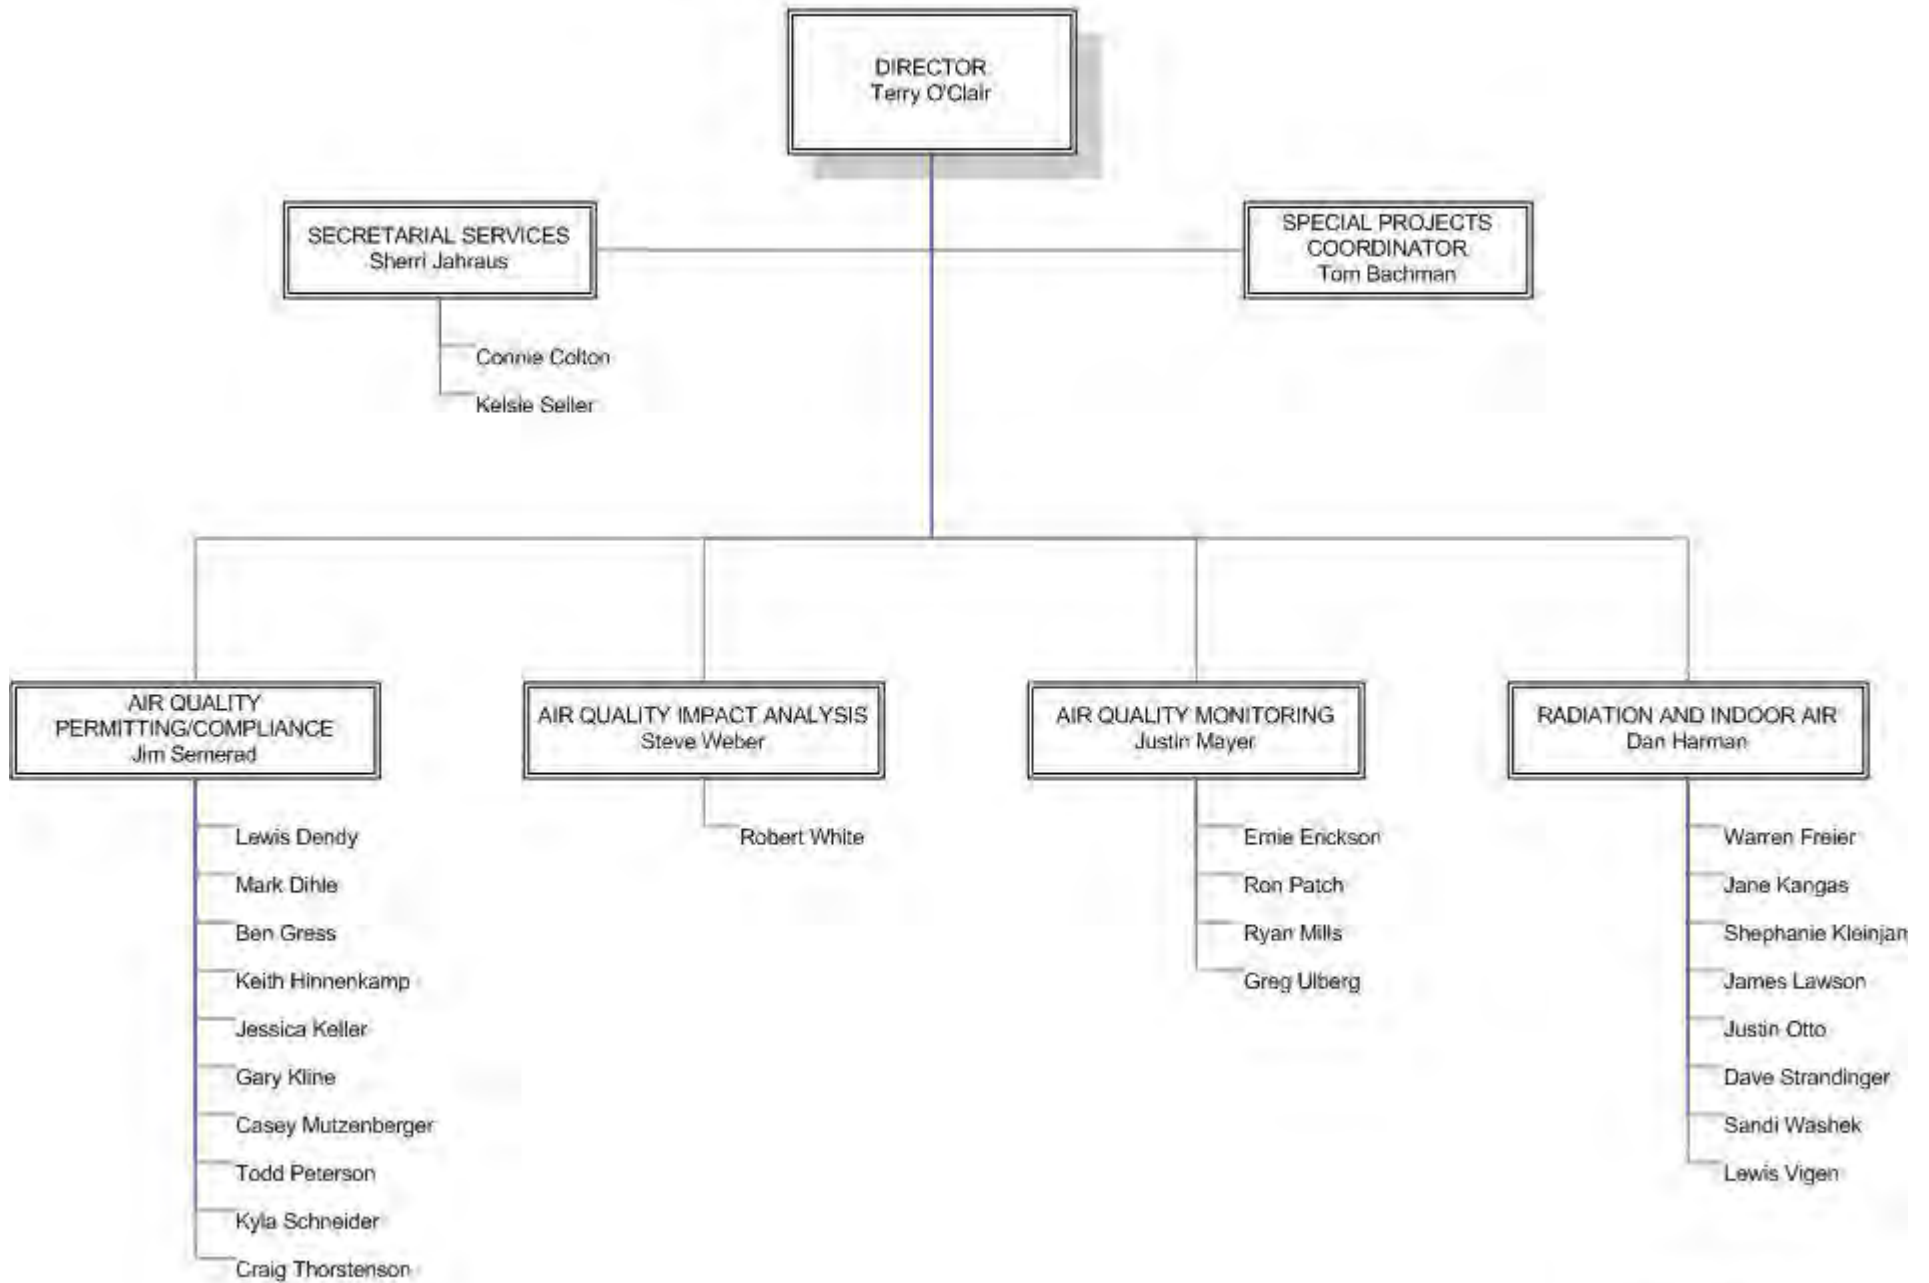 DIRECTOR
Terry O'Clair
SECRETARIAL SERVICES
Sherri Jahraus
SPECIAL PROJECTS
COORDINATOR
Tom Bachman
Connie Colton
Kelsie Seiler
AIR QUALITY
PERMITTING/COMPLIANCE
Jim Semerad
AIR QUALITY IMPACT ANALYSIS
Steve Weber
AIR QUALITY MONITORING
Justin Mayer
RADIATION AND INDOOR AIR
Dan Harman
Lewis Dendy
Mark Dihle
Ben Gress
Keith Hinnenkamp
Jessica Keller
Gary Kline
Casey Mutzenberger
Todd Peterson
Kyla Schneider
Craig Thorstenson
Robert White
Ernie Erickson
Ron Patch
Ryan Mills
Greg Ulberg
Warren Freier
Jane Kangas
Shephanie Kleinjan
James Lawson
Justin Otto
Dave Strandinger
Sandi Washek
Lewis Vigen